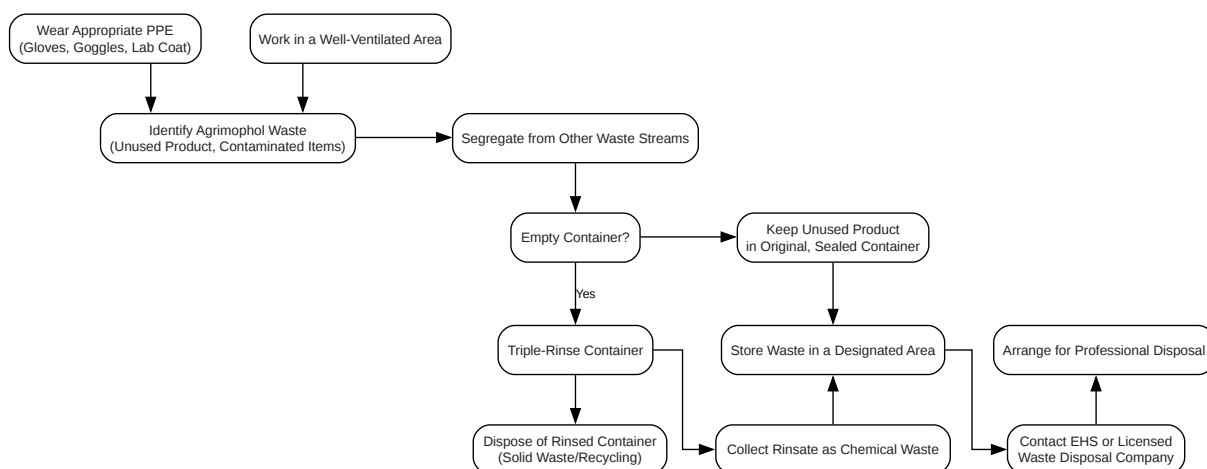 Wear Appropriate PPE
(Gloves, Goggles, Lab Coat)
Work in a Well-Ventilated Area
Identify Agrimophol Waste
(Unused Product, Contaminated Items)
Segregate from Other Waste Streams
Empty Container?
Keep Unused Product
in Original, Sealed Container
Yes
Triple-Rinse Container
Store Waste in a Designated Area
Arrange for Professional Disposal
Dispose of Rinsed Container
(Solid Waste/Recycling)
Collect Rinsate as Chemical Waste
Contact EHS or Licensed
Waste Disposal Company